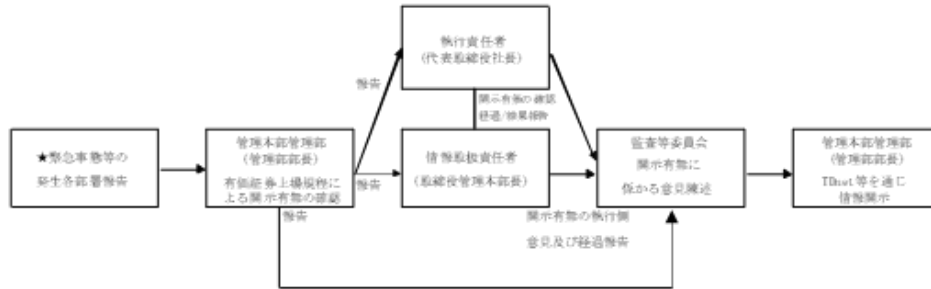 ★緊急事態等の
発生各部署報告
管理本部管理部
(管理部部長)
有価証券上場規程に
よる開示有無の確認
報告
報告
報告
執行責任者
(代表取締役社長)
開示有無の確認
経過/結果報告
情報取扱責任者
(取締役管理本部長)
監査等委員会
開示有無に
係かる意見陳述
開示有無の執行側
意見及び経過報告
管理本部管理部
(管理部部長)
TDnet等を通じ
情報開示